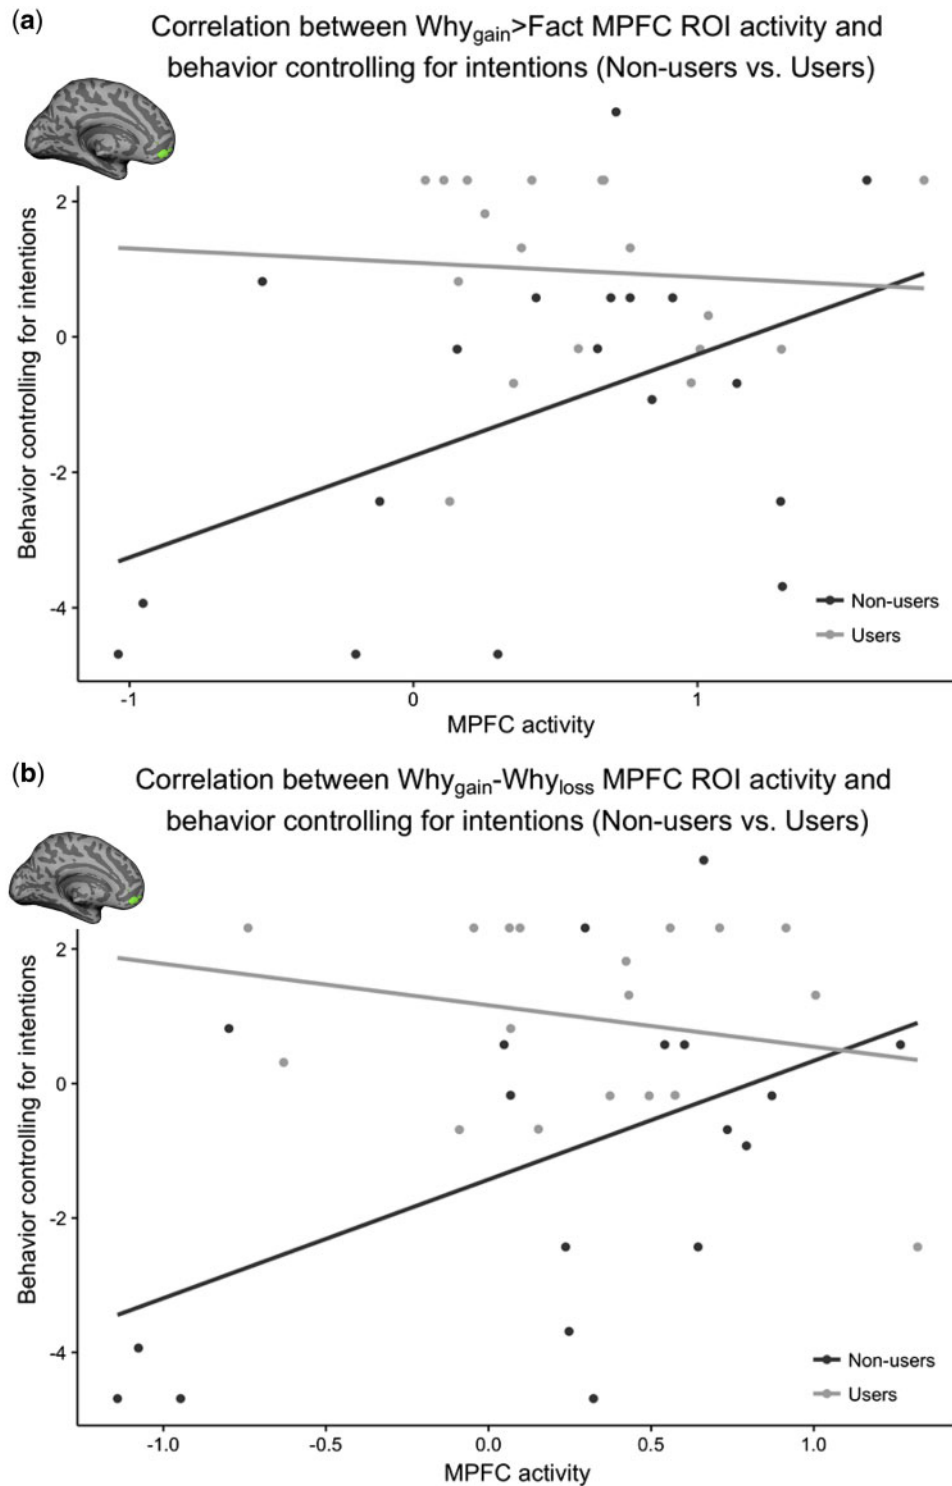 (a)
Correlation between Whygain>Fact MPFC ROI activity and
behavior controlling for intentions (Non-users vs. Users)
Behavior controlling for intentions
2
0
-2
-4
-1
0
1
MPFC activity
Non-users
Users
(b)
Correlation between Whygain-Whyloss MPFC ROI activity and
behavior controlling for intentions (Non-users vs. Users)
Behavior controlling for intentions
2
0
-2
-4
-1.0
-0.5
0.0
0.5
1.0
MPFC activity
Non-users
Users